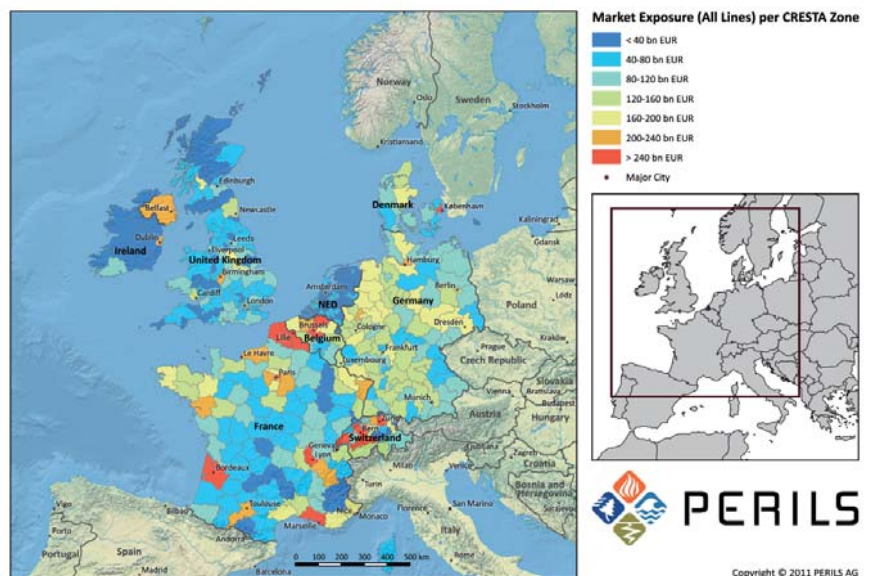 Market Exposure (All Lines) per CRESTA Zone
< 40 bn EUR
40-80 bn EUR
80-120 bn EUR
120-160 bn EUR
160-200 bn EUR
200-240 bn EUR
> 240 bn EUR
Major City
Norway
Oslo
Sweden
Stockholm
Kristiansand
Edinburgh
Newcastle
Belfast
Dublin
Ireland
Leeds
Liverpool
United Kingdom
Birmingham
Cardiff
London
Denmark
København
Kaliningrad
Gdansk
Hamburg
Amsterdam
NED
Berlin
Germany
Warsaw
Łódź
Poland
Brussels
Lille
Belgium
Cologne
Dresden
Le Havre
Luxembourg
Frankfurt
Prague
Kraków
Czech Republic
Paris
Slovakia
Vienna
Bratislava
Munich
Budapest
Austria
Hungary
France
Bern
Switzerland
Geneva
Lyon
Ljubljana
Zagreb
Croatia
Milan
Venice
Bosnia and
Herzegovina
Sarajevo
Bordeaux
Turin
Toulouse
Nice
Monaco
Florence
San Marino
Marseille
Italy
Vigo
Bilbao
Andorra
Porto
Portugal
Spain
Madrid
Barcelona
Rome
0 100 200 300 400 500 km
PERILS
Copyright © 2011 PERILS AG